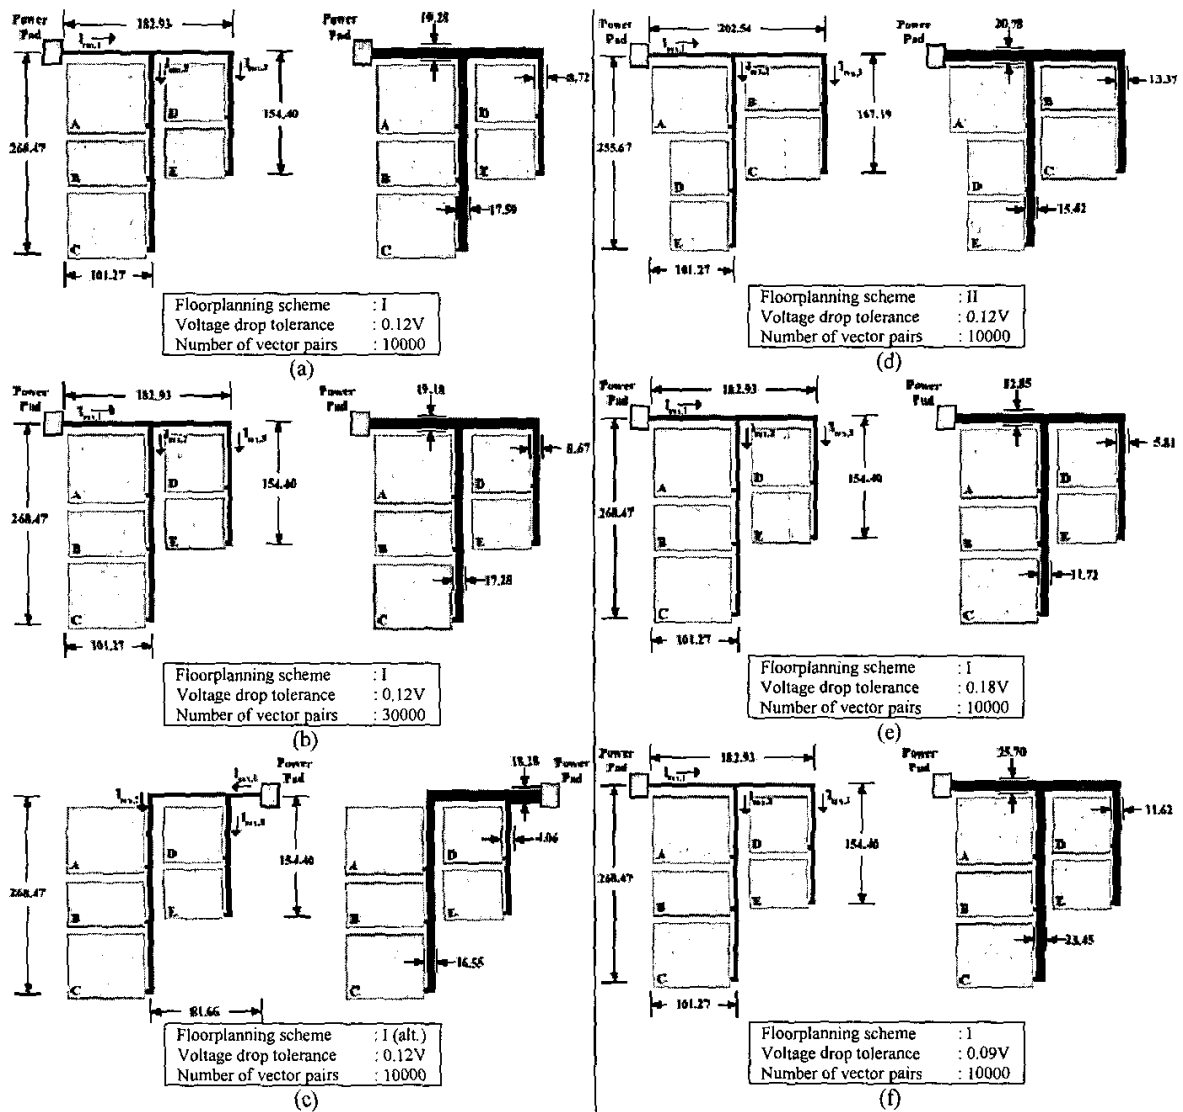 Power
Pad
182.93
Irvs,1
268.47
154.40
A
B
C
D
E
101.27
Power
Pad
19.28
8.72
A
B
C
D
E
Floorplanning scheme : I
Voltage drop tolerance : 0.12V
Number of vector pairs : 10000
(a)
Power
Pad
182.93
268.47
154.40
A
B
C
D
E
101.27
Power
Pad
19.18
8.67
17.28
A
B
C
D
E
Floorplanning scheme : I
Voltage drop tolerance : 0.12V
Number of vector pairs : 30000
(b)
Power
Pad
268.47
154.40
A
B
C
D
E
81.66
Power
Pad
18.28
4.06
16.55
A
B
C
D
E
Floorplanning scheme : I (alt.)
Voltage drop tolerance : 0.12V
Number of vector pairs : 10000
(c)
Power
Pad
202.54
255.67
167.19
A
B
C
D
E
101.27
Power
Pad
20.78
13.37
15.42
A
B
C
D
E
Floorplanning scheme : II
Voltage drop tolerance : 0.12V
Number of vector pairs : 10000
(d)
Power
Pad
182.93
268.47
154.40
A
B
C
D
E
101.27
Power
Pad
12.85
5.81
11.72
A
B
C
D
E
Floorplanning scheme : I
Voltage drop tolerance : 0.18V
Number of vector pairs : 10000
(e)
Power
Pad
182.93
268.47
154.40
A
B
C
D
E
101.27
Power
Pad
25.70
11.62
23.45
A
B
C
D
E
Floorplanning scheme : I
Voltage drop tolerance : 0.09V
Number of vector pairs : 10000
(f)